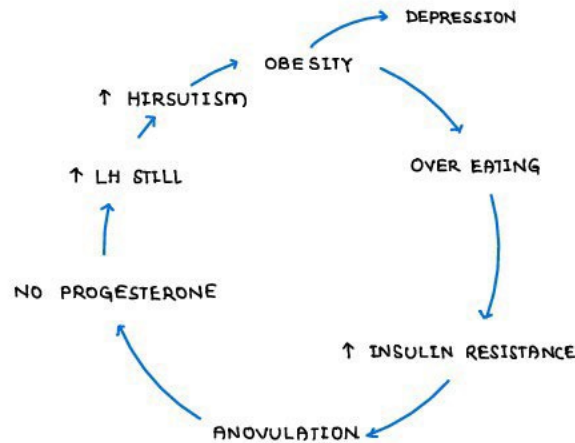 DEPRESSION
OBESITY
↑ HIRSUTISM
OVER EATING
↑ LH STILL
NO PROGESTERONE
↑ INSULIN RESISTANCE
ANOVULATION